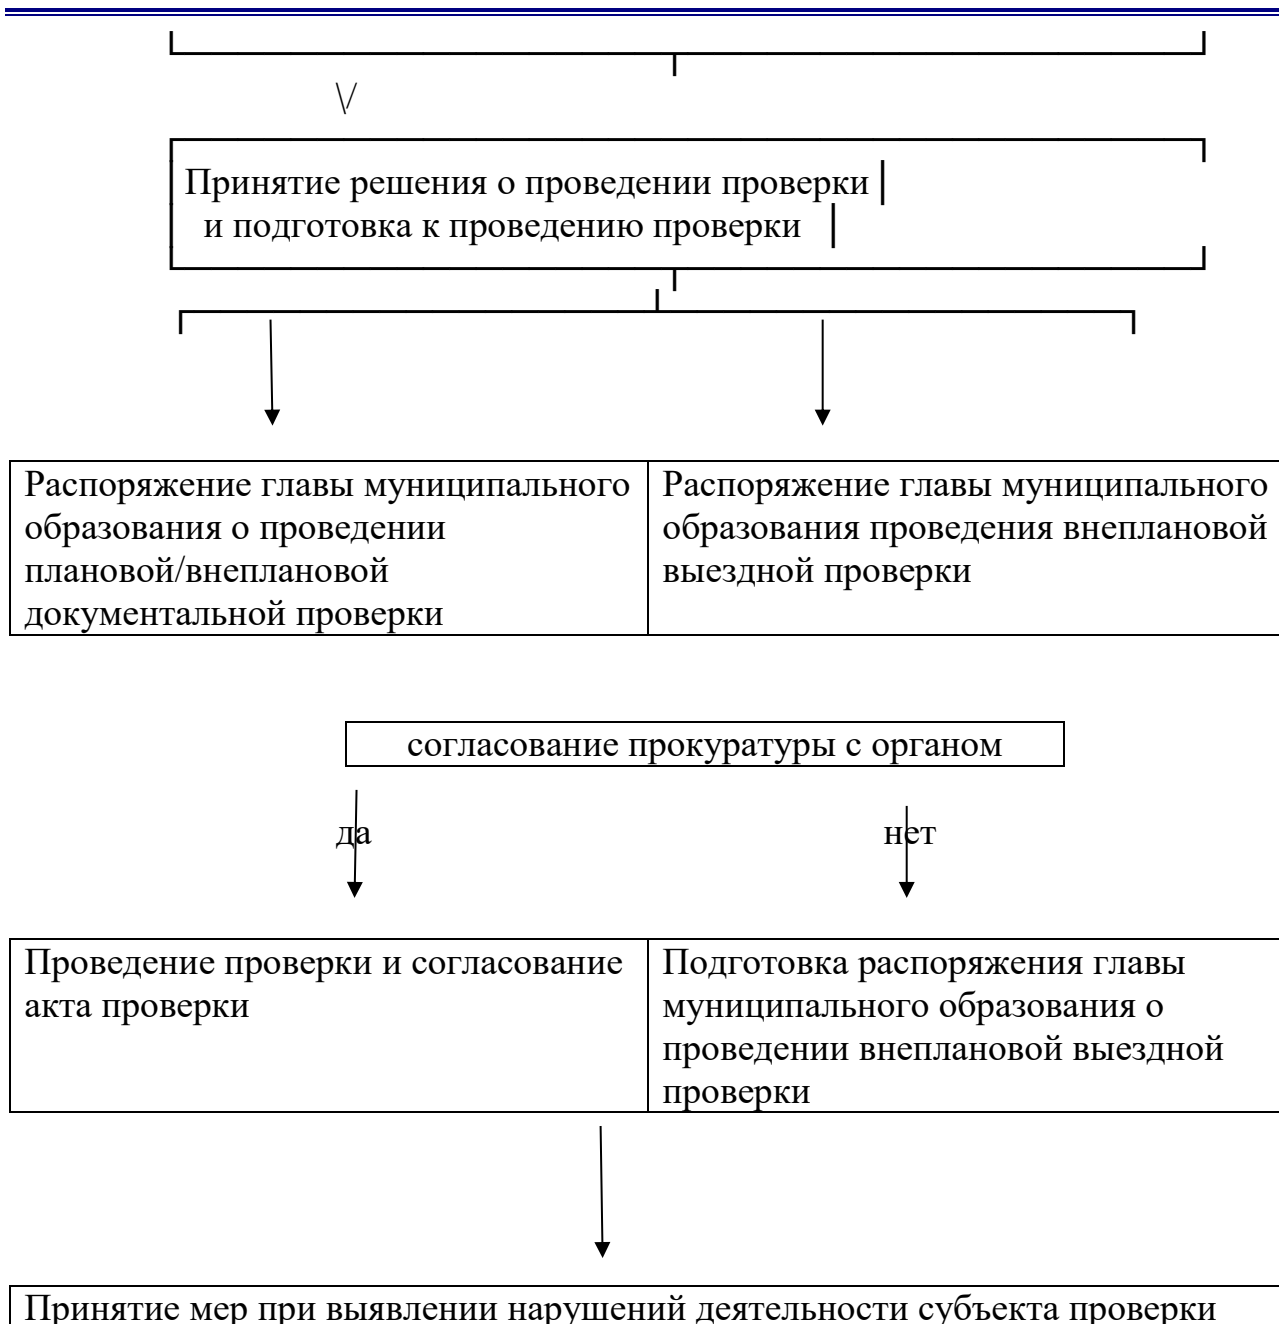 Принятие решения о проведении проверки
и подготовка к проведению проверки
Распоряжение главы муниципального
образования о проведении
плановой/внеплановой
документальной проверки
Распоряжение главы муниципального
образования проведения внеплановой
выездной проверки
согласование прокуратуры с органом
да
нет
Проведение проверки и согласование
акта проверки
Подготовка распоряжения главы
муниципального образования о
проведении внеплановой выездной
проверки
Принятие мер при выявлении нарушений деятельности субъекта проверки